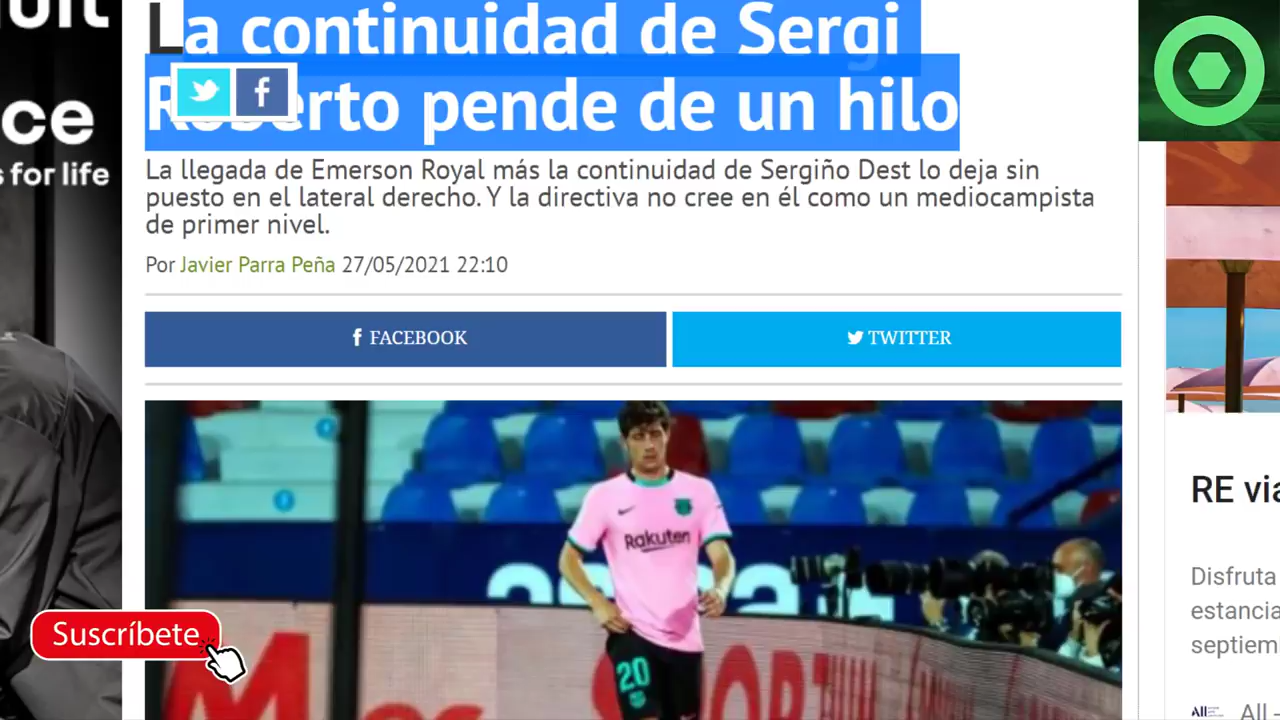 ce
s for life
La continuidad de Sergi
Roberto pende de un hilo
La llegada de Emerson Royal más la continuidad de Sergiño Dest lo deja sin
puesto en el lateral derecho. Y la directiva no cree en él como un mediocampista
de primer nivel.
Por Javier Parra Peña 27/05/2021 22:10
FACEBOOK
TWITTER
Rakuten
20
Suscríbete
RE via
Disfruta
estancia
septiem
All
All -